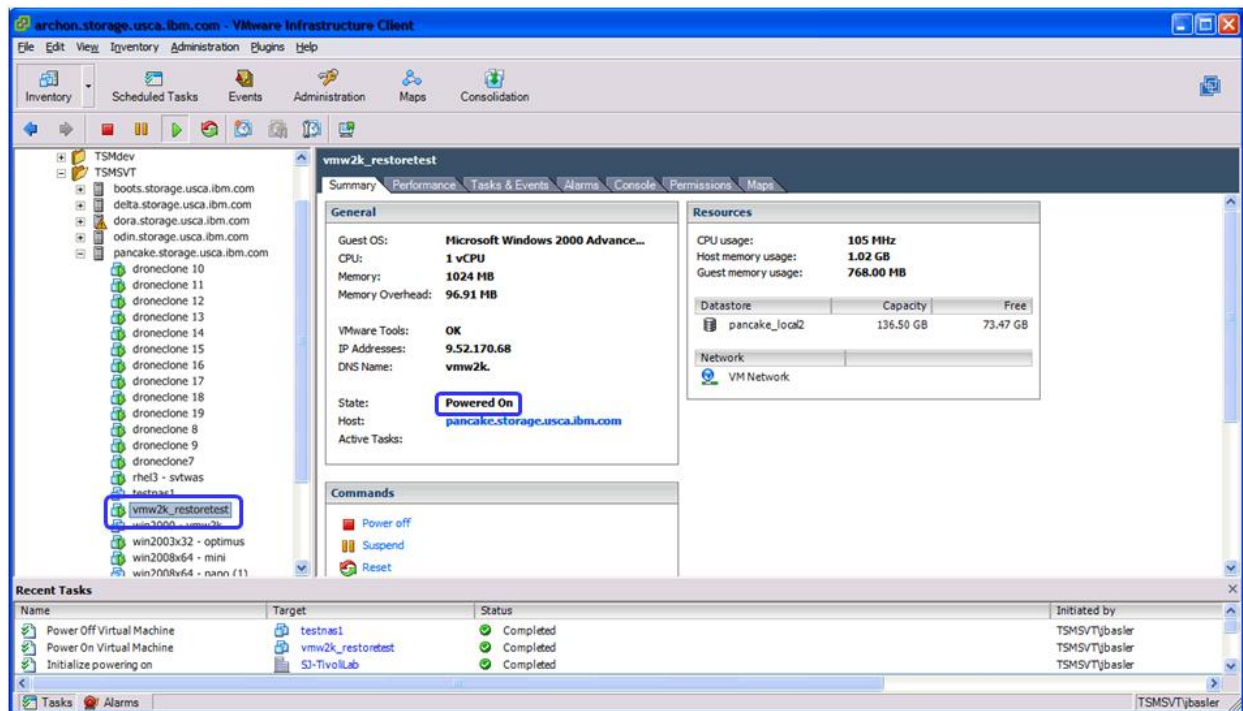 archon.storage.usca.ibm.com - VMware Infrastructure Client
File Edit View Inventory Administration Plugins Help
Inventory Scheduled Tasks Events Administration Maps Consolidation
TSMdev
TSMSVT
boots.storage.usca.ibm.com
delta.storage.usca.ibm.com
dora.storage.usca.ibm.com
odin.storage.usca.ibm.com
pancake.storage.usca.ibm.com
droneclone 10
droneclone 11
droneclone 12
droneclone 13
droneclone 14
droneclone 15
droneclone 16
droneclone 17
droneclone 18
droneclone 19
droneclone 8
droneclone 9
droneclone7
rhel3 - svtwas
testnas1
vmw2k_restoretest
win2000 - vmw2k
win2003x32 - optimus
win2008x64 - mini
win2008x64 - nano (1)
vmw2k_restoretest
Summary Performance Tasks & Events Alarms Console Permissions Maps
General
Guest OS: Microsoft Windows 2000 Advance...
CPU: 1 vCPU
Memory: 1024 MB
Memory Overhead: 96.91 MB
VMware Tools: OK
IP Addresses: 9.52.170.68
DNS Name: vmw2k.
State: Powered On
Host: pancake.storage.usca.ibm.com
Active Tasks:
Commands
Power off
Suspend
Reset
Resources
CPU usage: 105 MHz
Host memory usage: 1.02 GB
Guest memory usage: 768.00 MB
Datastore Capacity Free
pancake_local2 136.50 GB 73.47 GB
Network
VM Network
Recent Tasks
Name Target Status Initiated by
Power Off Virtual Machine testnas1 Completed TSMSVT\jbasler
Power On Virtual Machine vmw2k_restoretest Completed TSMSVT\jbasler
Initialize powering on SJ-TivoliLab Completed TSMSVT\jbasler
Tasks Alarms TSMSVT\jbasler